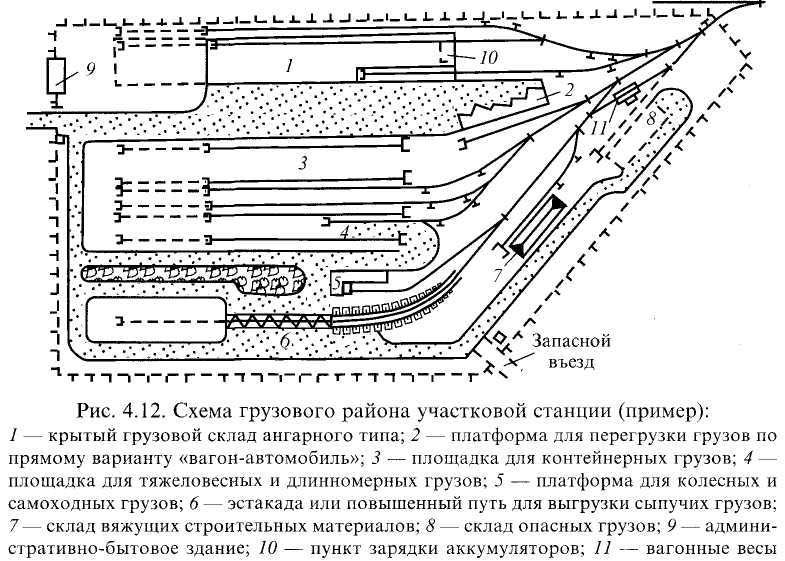 9
1
10
2
11
8
3
4
5
7
6
Запасной
въезд
Рис. 4.12. Схема грузового района участковой станции (пример):
1 — крытый грузовой склад ангарного типа; 2 — платформа для перегрузки грузов по
прямому варианту «вагон-автомобиль»; 3 — площадка для контейнерных грузов; 4 —
площадка для тяжеловесных и длинномерных грузов; 5 — платформа для колесных и
самоходных грузов; 6 — эстакада или повышенный путь для выгрузки сыпучих грузов;
7 — склад вяжущих строительных материалов; 8 — склад опасных грузов; 9 — админи-
стративно-бытовое здание; 10 — пункт зарядки аккумуляторов; 11 — вагонные весы